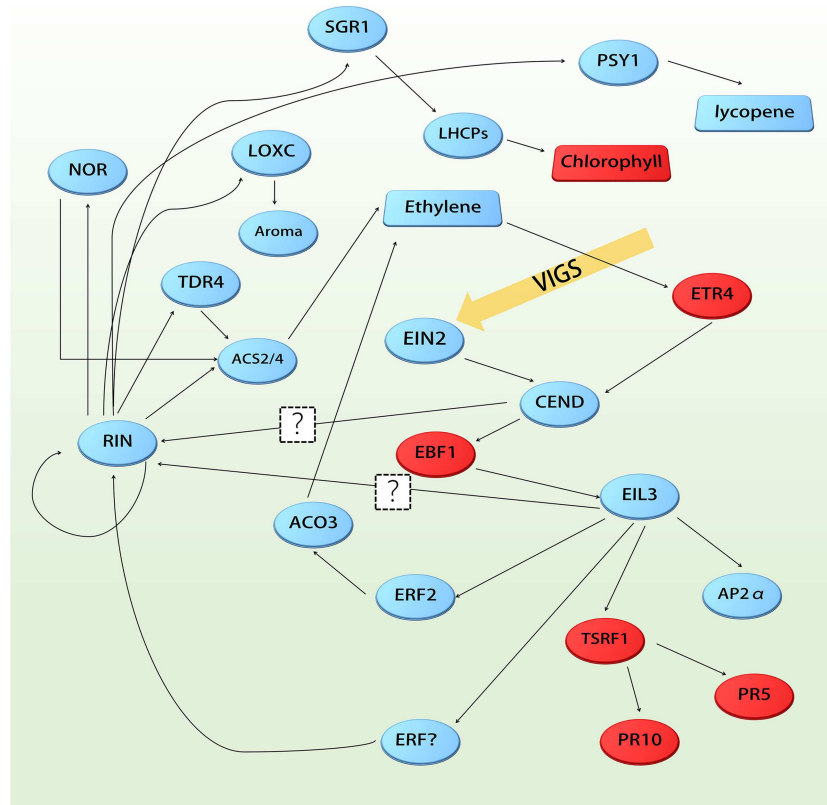 SGR1
PSY1
lycopene
LHCPs
LOXC
NOR
Chlorophyll
Ethylene
Aroma
VIGS
TDR4
ETR4
EIN2
ACS2/4
CEND
?
RIN
EBF1
?
EIL3
ACO3
ERF2
AP2 α
TSRF1
PR5
ERF?
PR10